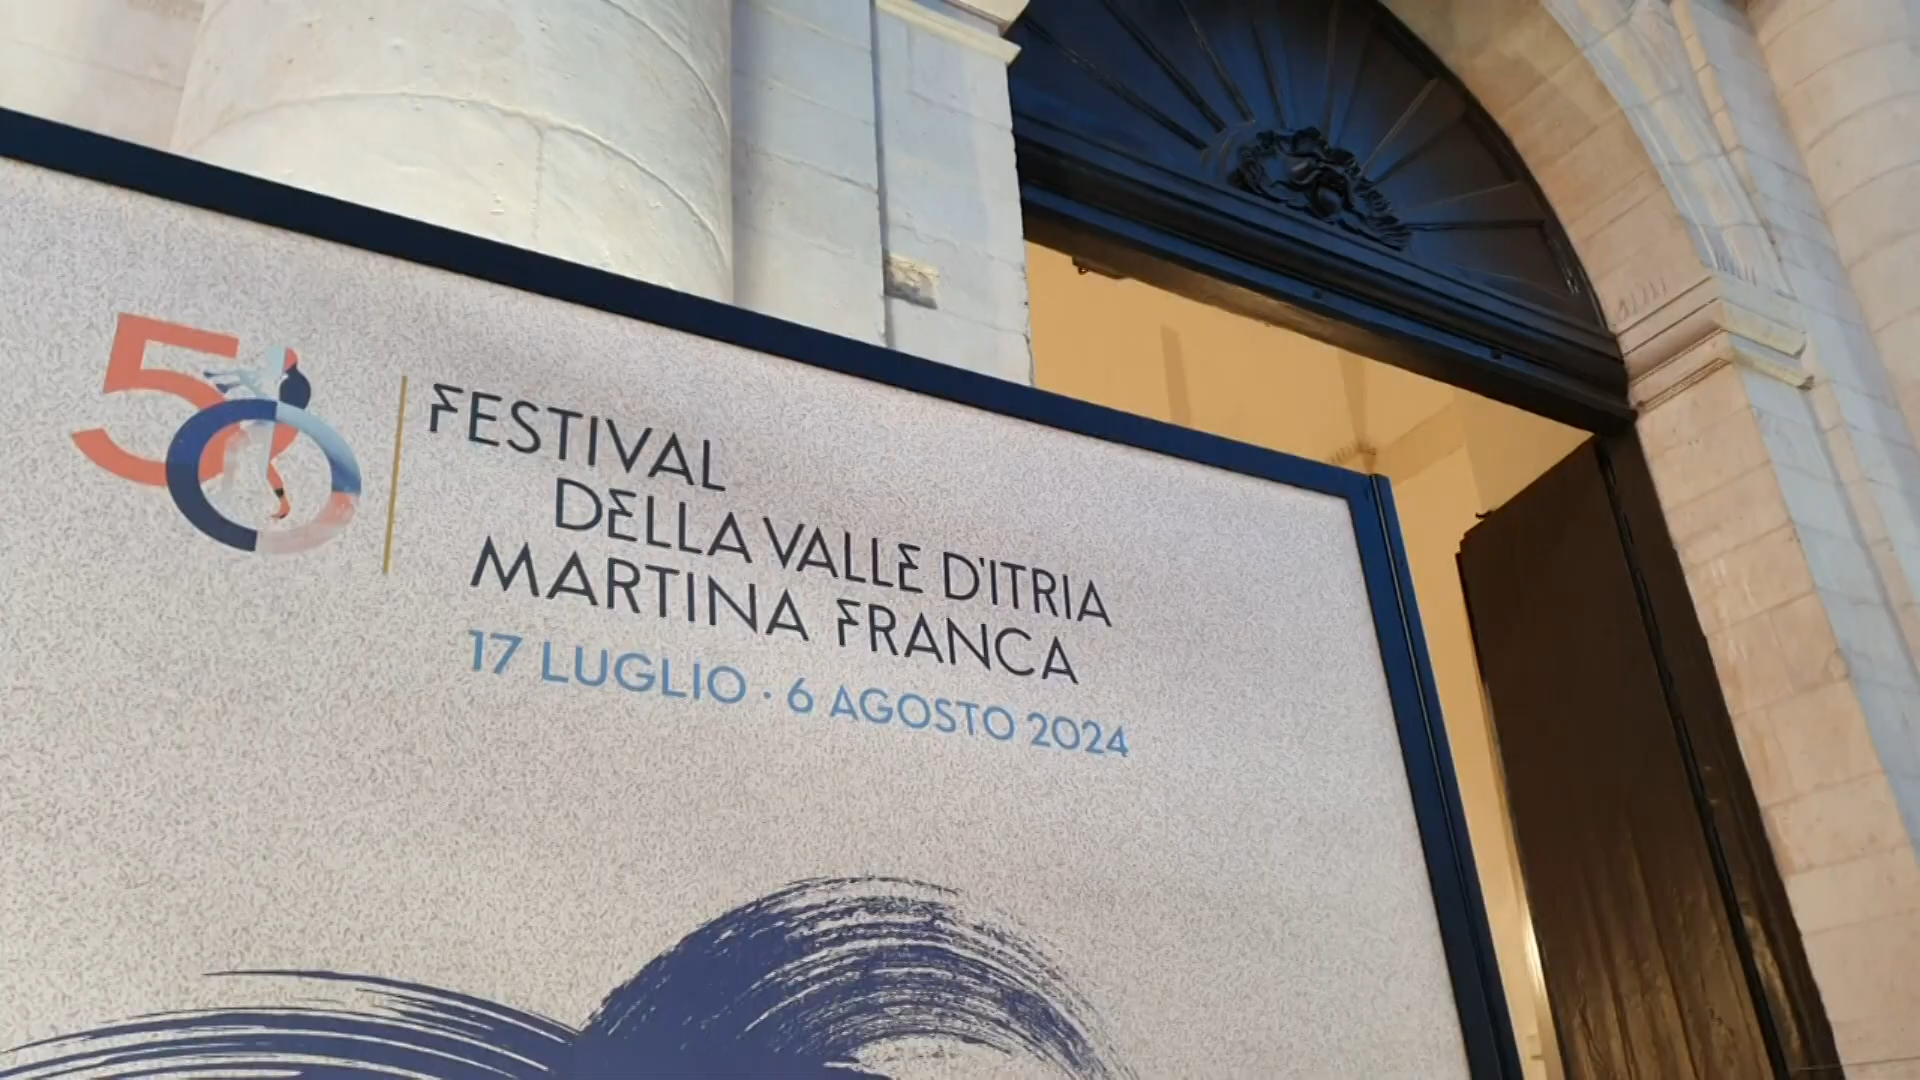 50
FESTIVAL
DELLA VALLE D'ITRIA
MARTINA FRANCA
17 LUGLIO · 6 AGOSTO 2024